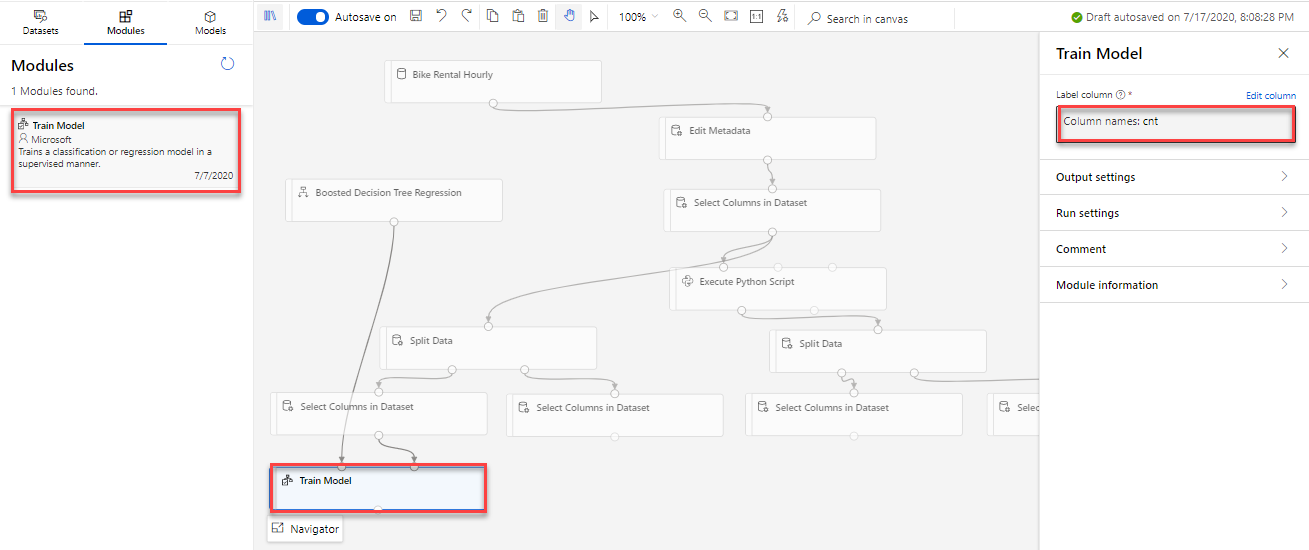 Datasets
Modules
Models
Autosave on
100%
1:1
Search in canvas
Draft autosaved on 7/17/2020, 8:08:28 PM
Modules
1 Modules found.
Train Model
Microsoft
Trains a classification or regression model in a
supervised manner.
7/7/2020
Bike Rental Hourly
Edit Metadata
Boosted Decision Tree Regression
Select Columns in Dataset
Execute Python Script
Split Data
Split Data
Select Columns in Dataset
Select Columns in Dataset
Select Columns in Dataset
Selec
Train Model
Navigator
Train Model
Label column ? *
Edit column
Column names: cnt
Output settings
Run settings
Comment
Module information